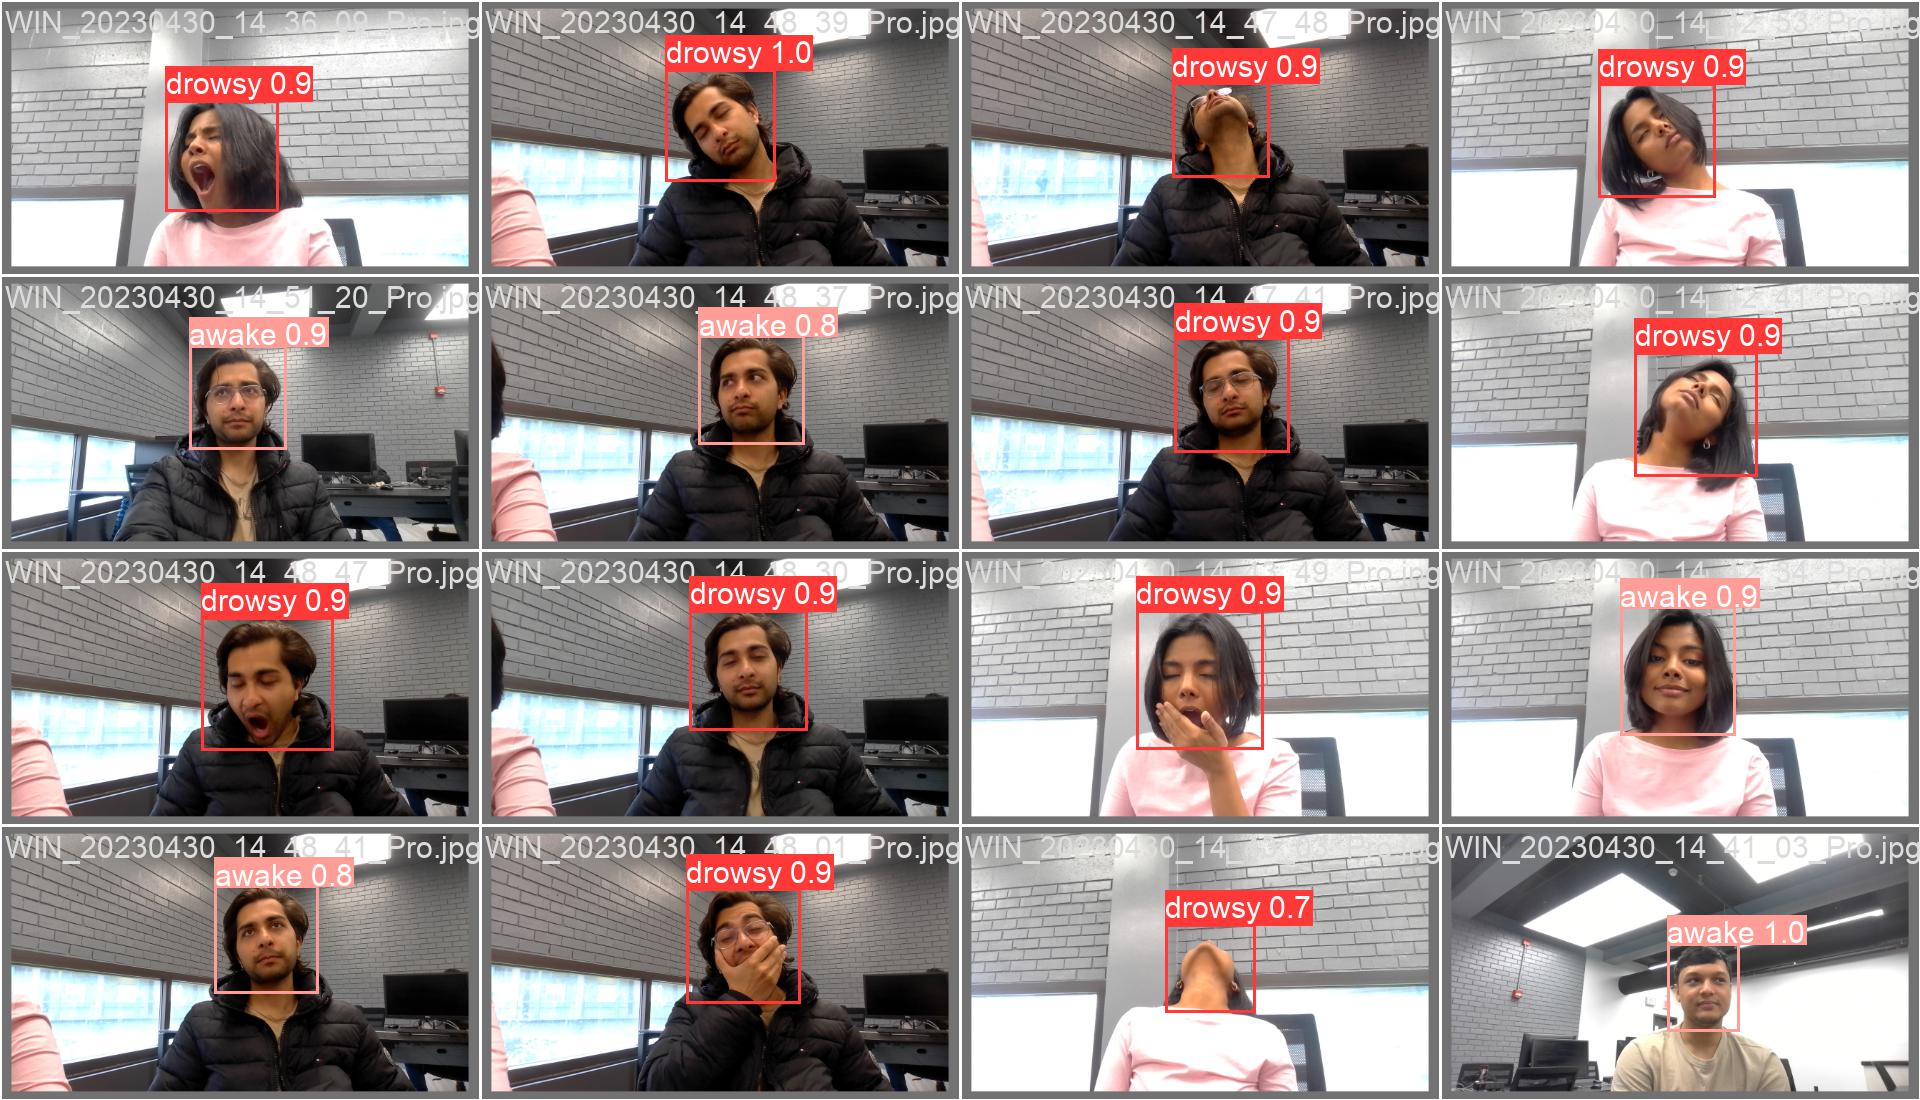 WIN_20230430_14_36_09_Pro.jpg
drowsy 0.9
WIN_20230430_14_48_39_Pro.jpg
drowsy 1.0
WIN_20230430_14_47_48_Pro.jpg
drowsy 0.9
drowsy 0.9
WIN_20230430_14_51_20_Pro.jpg
awake 0.9
WIN_20230430_14_48_37_Pro.jpg
awake 0.8
WIN_20230430_14_47_41_Pro.jpg
drowsy 0.9
drowsy 0.9
WIN_20230430_14_48_47_Pro.jpg
drowsy 0.9
WIN_20230430_14_48_30_Pro.jpg
drowsy 0.9
drowsy 0.9
awake 0.9
WIN_20230430_14_48_41_Pro.jpg
awake 0.8
WIN_20230430_14_48_01_Pro.jpg
drowsy 0.9
drowsy 0.7
WIN_20230430_14_41_03_Pro.jpg
awake 1.0